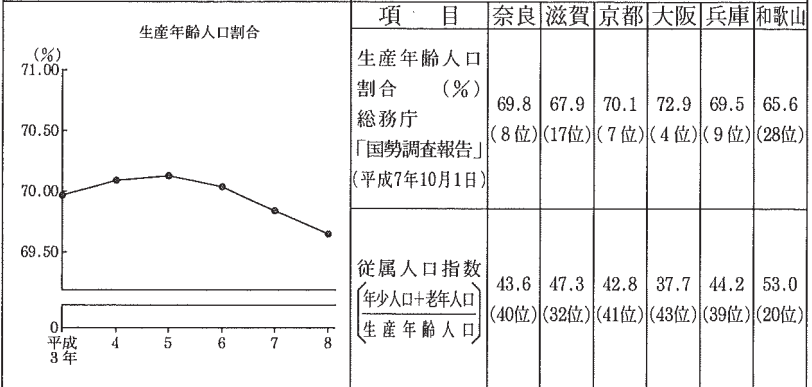 生産年齢人口割合
(%)
71.00
70.50
70.00
69.50
0
平成
3年
4 5 6 7 8
項 目 奈良 滋賀 京都 大阪 兵庫 和歌山
生産年齢人口
割合 (%)
総務庁
「国勢調査報告」
(平成7年10月1日)
69.8 67.9 70.1 72.9 69.5 65.6
(8位) (17位) (7位) (4位) (9位) (28位)
従属人口指数
年少人口+老年人口
生産年齢人口
43.6 47.3 42.8 37.7 44.2 53.0
(40位) (32位) (41位) (43位) (39位) (20位)